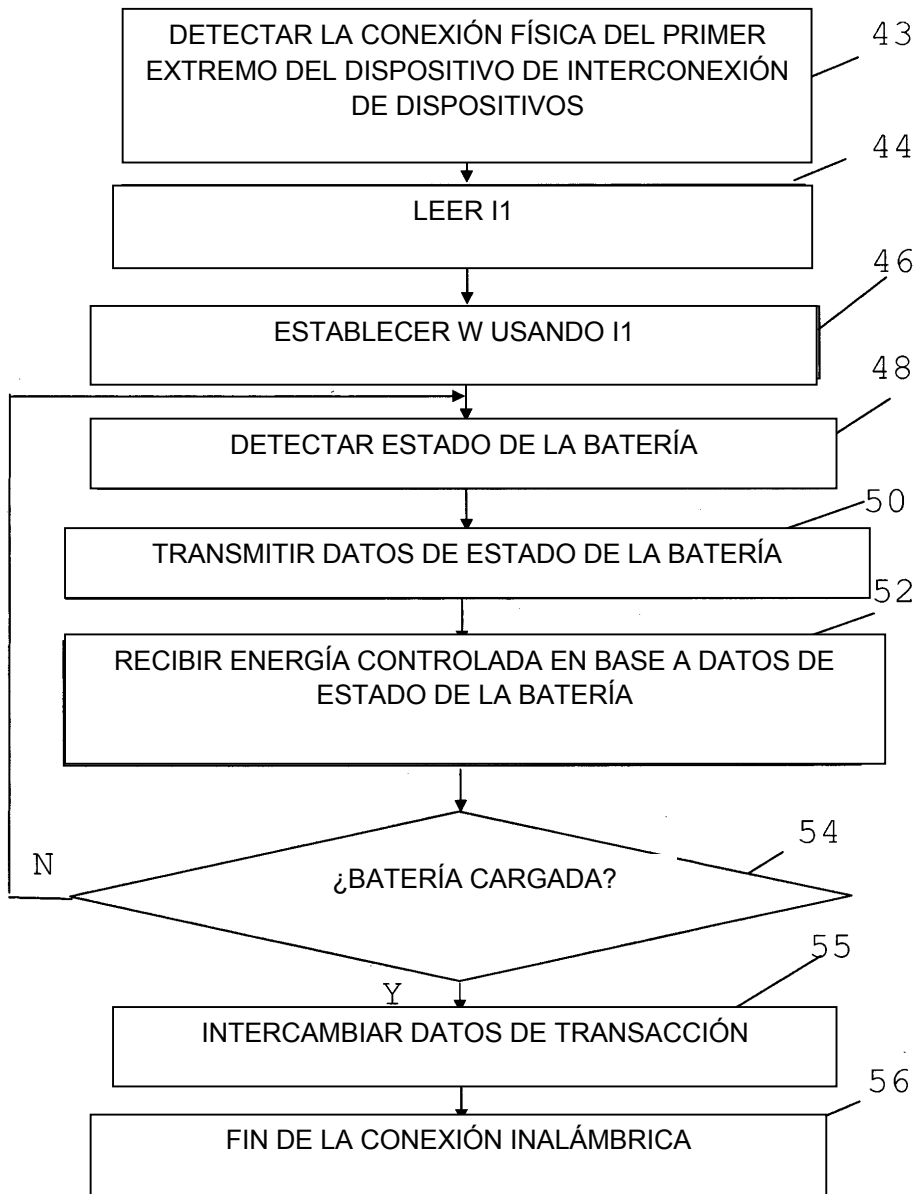 DETECTAR LA CONEXIÓN FÍSICA DEL PRIMER
EXTREMO DEL DISPOSITIVO DE INTERCONEXIÓN
DE DISPOSITIVOS
43
44
LEER I1
46
ESTABLECER W USANDO I1
48
DETECTAR ESTADO DE LA BATERÍA
50
TRANSMITIR DATOS DE ESTADO DE LA BATERÍA
52
RECIBIR ENERGÍA CONTROLADA EN BASE A DATOS DE
ESTADO DE LA BATERÍA
54
N
¿BATERÍA CARGADA?
55
Y
INTERCAMBIAR DATOS DE TRANSACCIÓN
56
FIN DE LA CONEXIÓN INALÁMBRICA